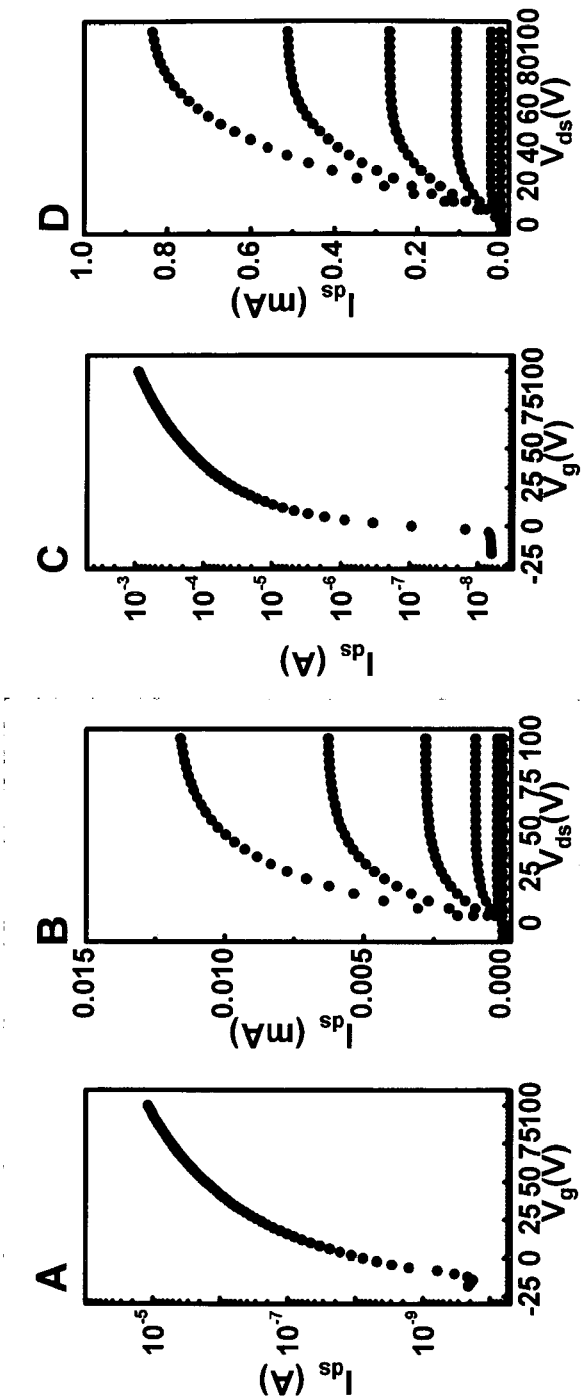 A
I_ds (A)
10^-5
10^-7
10^-9
-25 0 25 50 75 100
V_g(V)
B
I_ds (mA)
0.015
0.010
0.005
0.000
0 25 50 75 100
V_ds(V)
C
I_ds (A)
10^-3
10^-4
10^-5
10^-6
10^-7
10^-8
-25 0 25 50 75 100
V_g(V)
D
I_ds (mA)
1.0
0.8
0.6
0.4
0.2
0.0
0 20 40 60 80 100
V_ds(V)